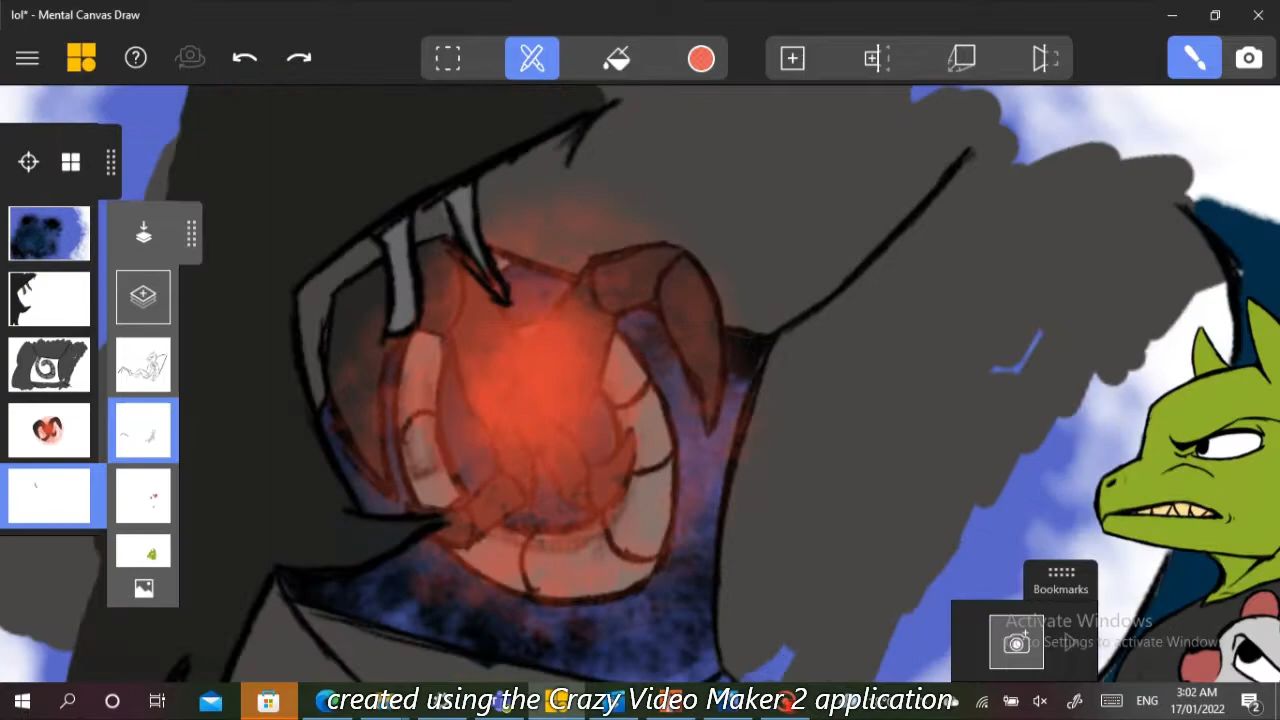 lol* - Mental Canvas Draw
Bookmarks
Activate Windows
to Settings to activate Windows
created using the Crazy Video Maker 2 application
ENG
3:02 AM
17/01/2022
2